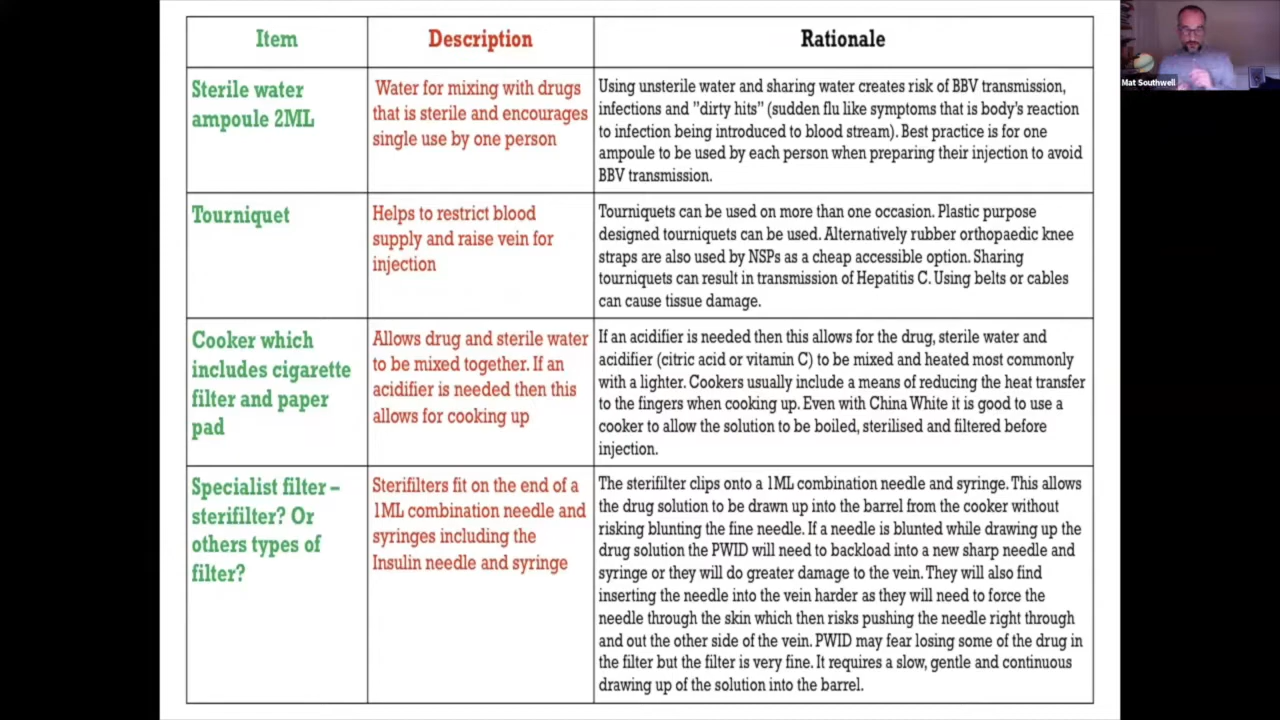 Item
Description
Rationale
Sterile water
ampoule 2ML
Water for mixing with drugs
that is sterile and encourages
single use by one person
Using unsterile water and sharing water creates risk of BBV transmission,
infections and "dirty hits" (sudden flu like symptoms that is body's reaction
to infection being introduced to blood stream). Best practice is for one
ampoule to be used by each person when preparing their injection to avoid
BBV transmission.
Tourniquet
Helps to restrict blood
supply and raise vein for
injection
Tourniquets can be used on more than one occasion. Plastic purpose
designed tourniquets can be used. Alternatively rubber orthopaedic knee
straps are also used by NSPs as a cheap accessible option. Sharing
tourniquets can result in transmission of Hepatitis C. Using belts or cables
can cause tissue damage.
Cooker which
includes cigarette
filter and paper
pad
Allows drug and sterile water
to be mixed together. If an
acidifier is needed then this
allows for cooking up
If an acidifier is needed then this allows for the drug, sterile water and
acidifier (citric acid or vitamin C) to be mixed and heated most commonly
with a lighter. Cookers usually include a means of reducing the heat transfer
to the fingers when cooking up. Even with China White it is good to use a
cooker to allow the solution to be boiled, sterilised and filtered before
injection.
Specialist filter –
sterifilter? Or
others types of
filter?
Sterifilters fit on the end of a
1ML combination needle and
syringes including the
Insulin needle and syringe
The sterifilter clips onto a 1ML combination needle and syringe. This allows
the drug solution to be drawn up into the barrel from the cooker without
risking blunting the fine needle. If a needle is blunted while drawing up the
drug solution the PWID will need to backload into a new sharp needle and
syringe or they will do greater damage to the vein. They will also find
inserting the needle into the vein harder as they will need to force the
needle through the skin which then risks pushing the needle right through
and out the other side of the vein. PWID may fear losing some of the drug in
the filter but the filter is very fine. It requires a slow, gentle and continuous
drawing up of the solution into the barrel.
Mat Southwell